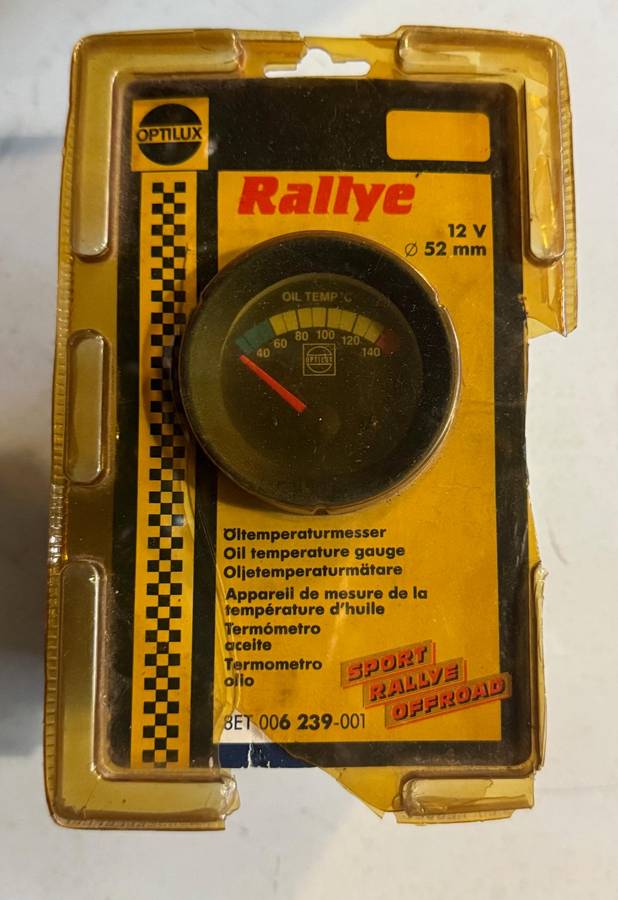 OPTILUX
Rallye
12 V
Ø 52 mm
OIL TEMP °C
40 60 80 100 120 140
OPTILUX
Öltemperaturmesser
Oil temperature gauge
Oljetemperaturmätare
Appareil de mesure de la
température d'huile
Termómetro
aceite
Termometro
olio
SPORT
RALLYE
OFFROAD
8ET 006 239-001